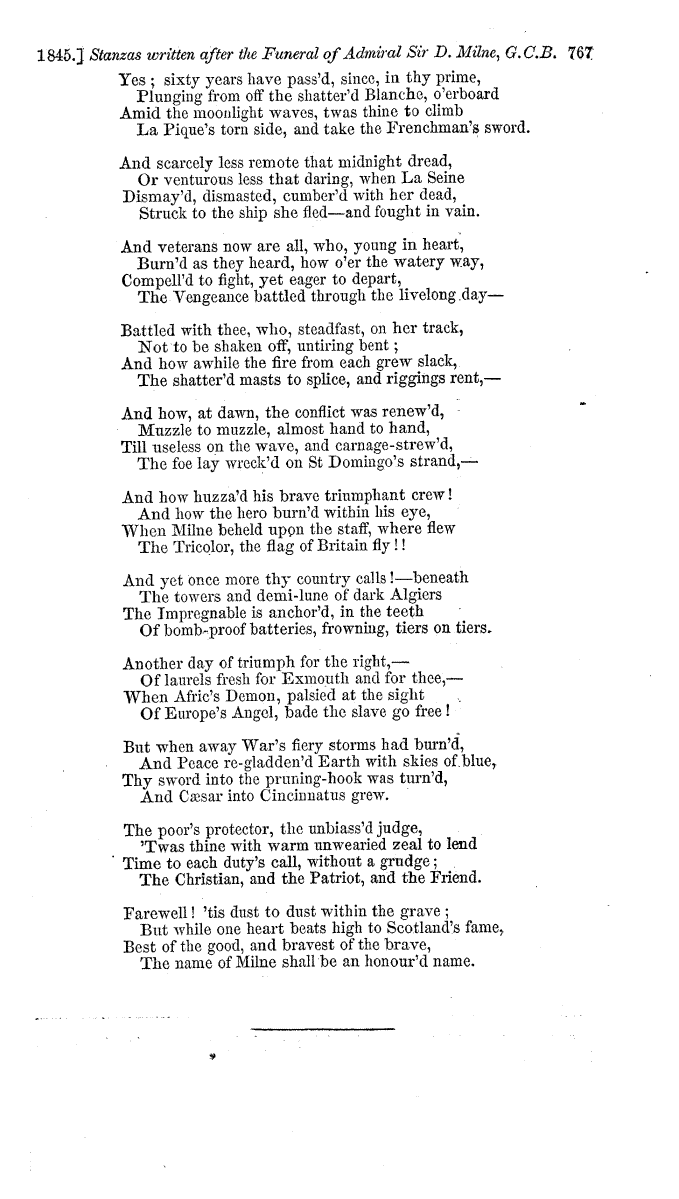 1845.] Stanzas written after the Funeral of Admiral Sir D. Milne, G.C.B. 767
Yes ; sixty years have pass'd, since, in thy prime,
Plunging from off the shatter'd Blanche, o'erboard
Amid the moonlight waves, twas thine to climb
La Pique's torn side, and take the Frenchman's sword.

And scarcely less remote that midnight dread,
Or venturous less that daring, when La Seine
Dismay'd, dismasted, cumber'd with her dead,
Struck to the ship she fled—and fought in vain.

And veterans now are all, who, young in heart,
Burn'd as they heard, how o'er the watery way,
Compell'd to fight, yet eager to depart,
The Vengeance battled through the livelong day—

Battled with thee, who, steadfast, on her track,
Not to be shaken off, untiring bent ;
And how awhile the fire from each grew slack,
The shatter'd masts to splice, and riggings rent,—

And how, at dawn, the conflict was renew'd,
Muzzle to muzzle, almost hand to hand,
Till useless on the wave, and carnage-strew'd,
The foe lay wreck'd on St Domingo's strand,—

And how huzza'd his brave triumphant crew!
And how the hero burn'd within his eye,
When Milne beheld upon the staff, where flew
The Tricolor, the flag of Britain fly ! !

And yet once more thy country calls !—beneath
The towers and demi-lune of dark Algiers
The Impregnable is anchor'd, in the teeth
Of bomb-proof batteries, frowning, tiers on tiers.

Another day of triumph for the right,—
Of laurels fresh for Exmouth and for thee,—
When Afric's Demon, palsied at the sight
Of Europe's Angel, bade the slave go free !

But when away War's fiery storms had burn'd,
And Peace re-gladden'd Earth with skies of blue,
Thy sword into the pruning-hook was turn'd,
And Cæsar into Cincinnatus grew.

The poor's protector, the unbiass'd judge,
'Twas thine with warm unwearied zeal to lend
Time to each duty's call, without a grudge ;
The Christian, and the Patriot, and the Friend.

Farewell ! 'tis dust to dust within the grave ;
But while one heart beats high to Scotland's fame,
Best of the good, and bravest of the brave,
The name of Milne shall be an honour'd name.